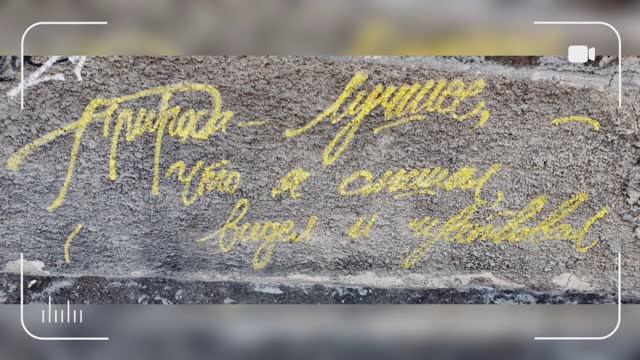 Природа — лучшее,
что я слышал,
видел и чувствовал